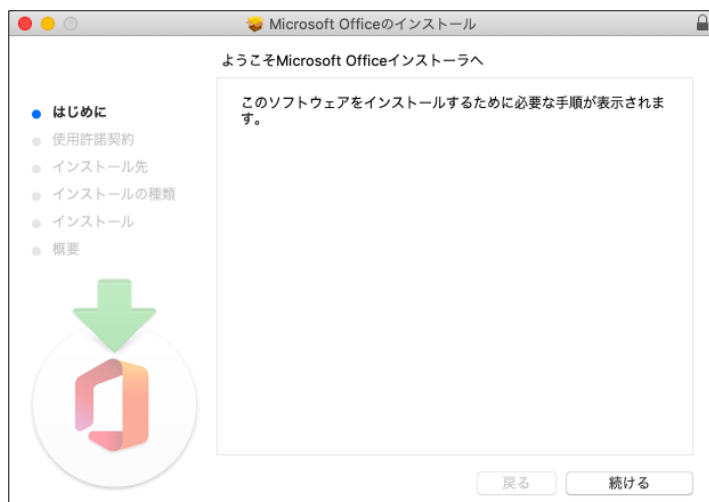 Microsoft Officeのインストール
ようこそMicrosoft Officeインストーラへ
はじめに
使用許諾契約
インストール先
インストールの種類
インストール
概要
このソフトウェアをインストールするために必要な手順が表示されま
す。
戻る
続ける